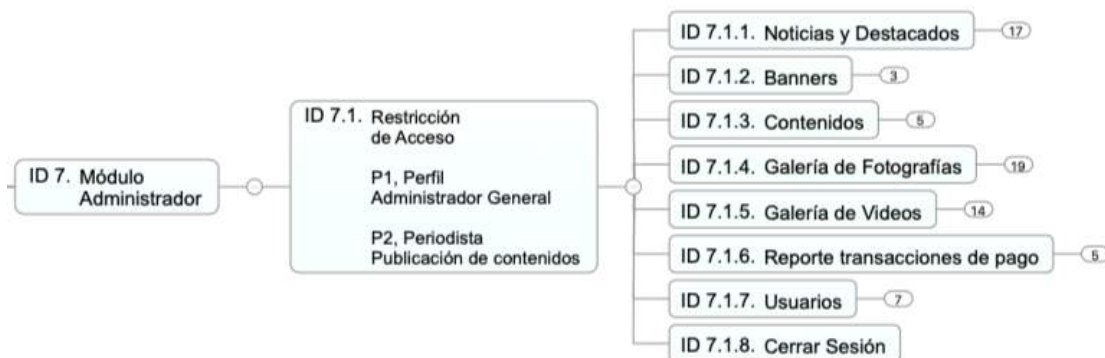 ID 7. Módulo
Administrador
ID 7.1. Restricción
de Acceso
P1, Perfil
Administrador General
P2, Periodista
Publicación de contenidos
ID 7.1.1. Noticias y Destacados 17
ID 7.1.2. Banners 3
ID 7.1.3. Contenidos 5
ID 7.1.4. Galería de Fotografías 19
ID 7.1.5. Galería de Videos 14
ID 7.1.6. Reporte transacciones de pago 5
ID 7.1.7. Usuarios 7
ID 7.1.8. Cerrar Sesión